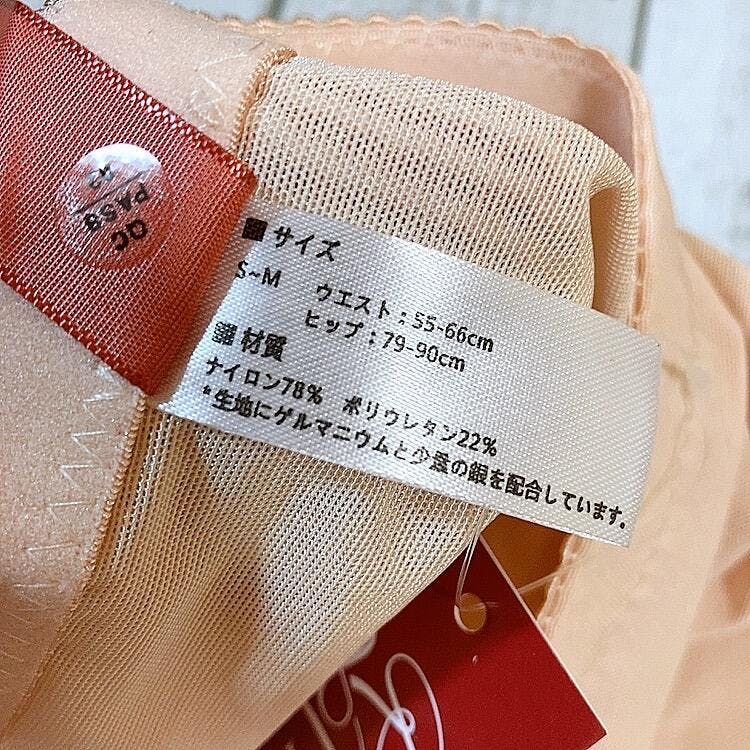 QC
PASS
▦ サイズ
S~M ウエスト：55-66cm
ヒップ：79-90cm
▦ 材質
ナイロン78% ポリウレタン22%
*生地にゲルマニウムと少量の銀を配合しています。